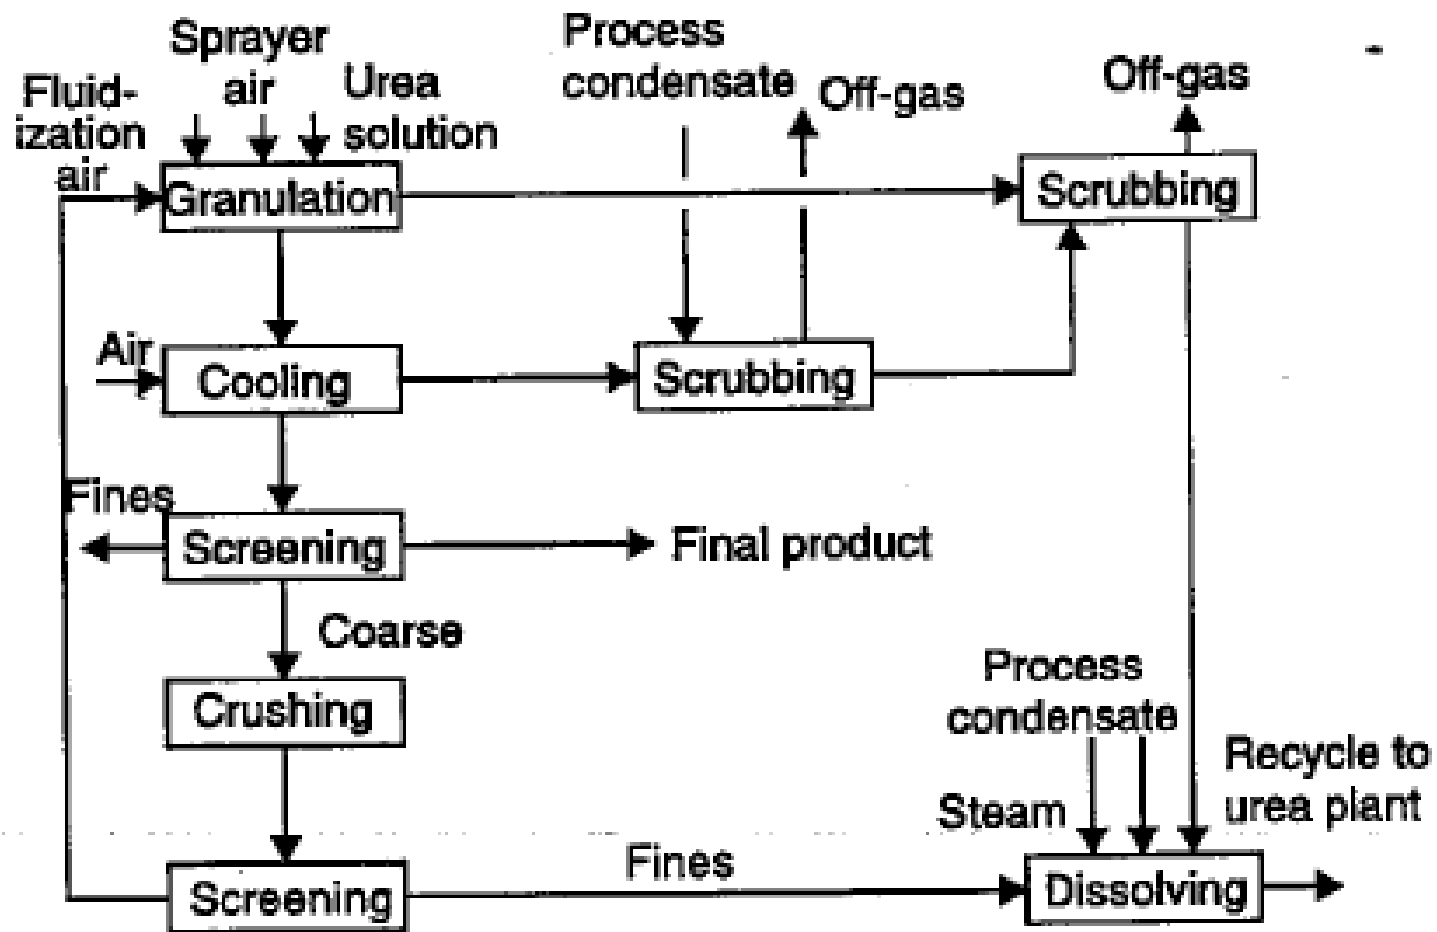 Sprayer
air
Fluid-
ization
air
Urea
solution
Process
condensate
Off-gas
Off-gas
Granulation
Scrubbing
Air
Cooling
Scrubbing
Fines
Screening
Final product
Coarse
Crushing
Process
condensate
Steam
Recycle to
urea plant
Screening
Fines
Dissolving